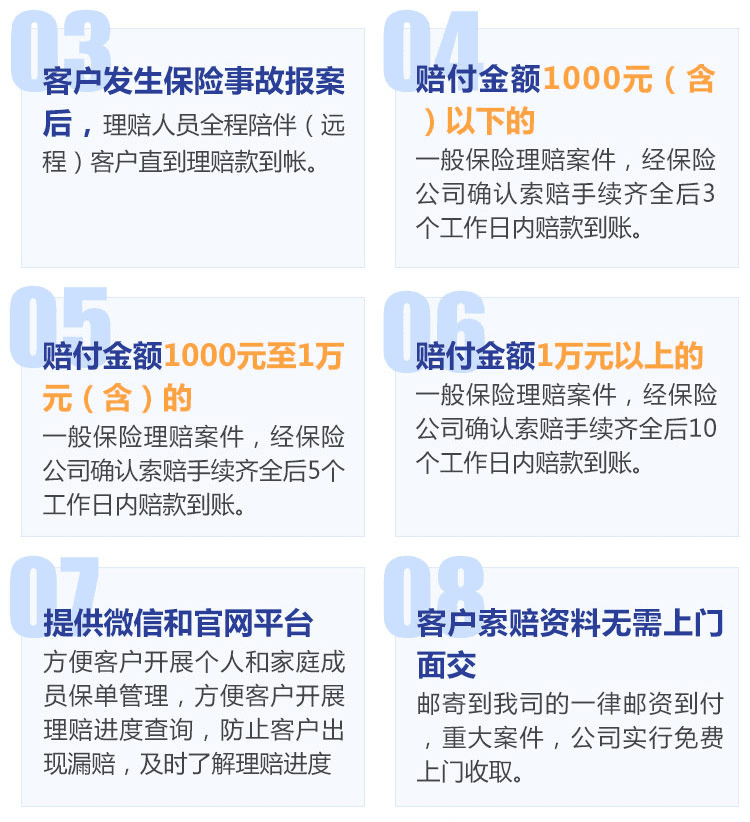 03
客户发生保险事故报案
后，理赔人员全程陪伴（远
程）客户直到理赔款到帐。
04
赔付金额1000元（含
）以下的
一般保险理赔案件，经保险
公司确认索赔手续齐全后3
个工作日内赔款到账。
05
赔付金额1000元至1万
元（含）的
一般保险理赔案件，经保险
公司确认索赔手续齐全后5个
工作日内赔款到账。
06
赔付金额1万元以上的
一般保险理赔案件，经保险
公司确认索赔手续齐全后10
个工作日内赔款到账。
07
提供微信和官网平台
方便客户开展个人和家庭成
员保单管理，方便客户开展
理赔进度查询，防止客户出
现漏赔，及时了解理赔进度
08
客户索赔资料无需上门
面交
邮寄到我司的一律邮资到付
，重大案件，公司实行免费
上门收取。